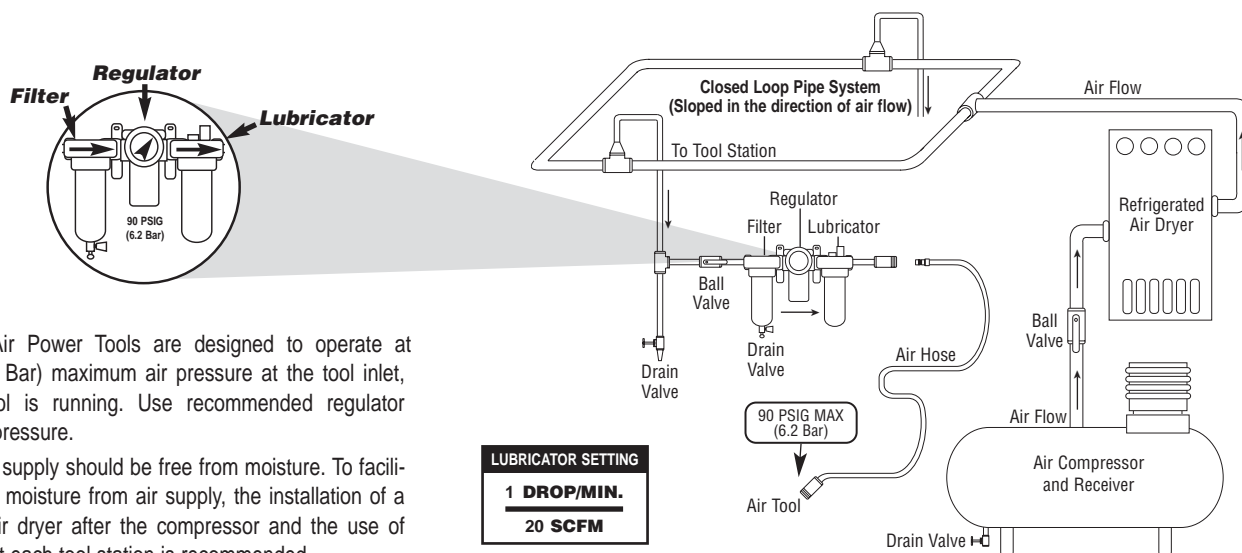 Regulator
Filter
Lubricator
90 PSIG
(6.2 Bar)
Closed Loop Pipe System
(Sloped in the direction of air flow)
Air Flow
To Tool Station
Regulator
Filter
Lubricator
Refrigerated
Air Dryer
Ball
Valve
Drain
Valve
Drain
Valve
Air Hose
Ball
Valve
Air Flow
90 PSIG MAX
(6.2 Bar)
Air Tool
Air Compressor
and Receiver
Drain Valve
LUBRICATOR SETTING
1 DROP/MIN.
20 SCFM
Air Power Tools are designed to operate at
Bar) maximum air pressure at the tool inlet,
is running. Use recommended regulator
pressure.
supply should be free from moisture. To facili-
moisture from air supply, the installation of a
dryer after the compressor and the use of
each tool station is recommended